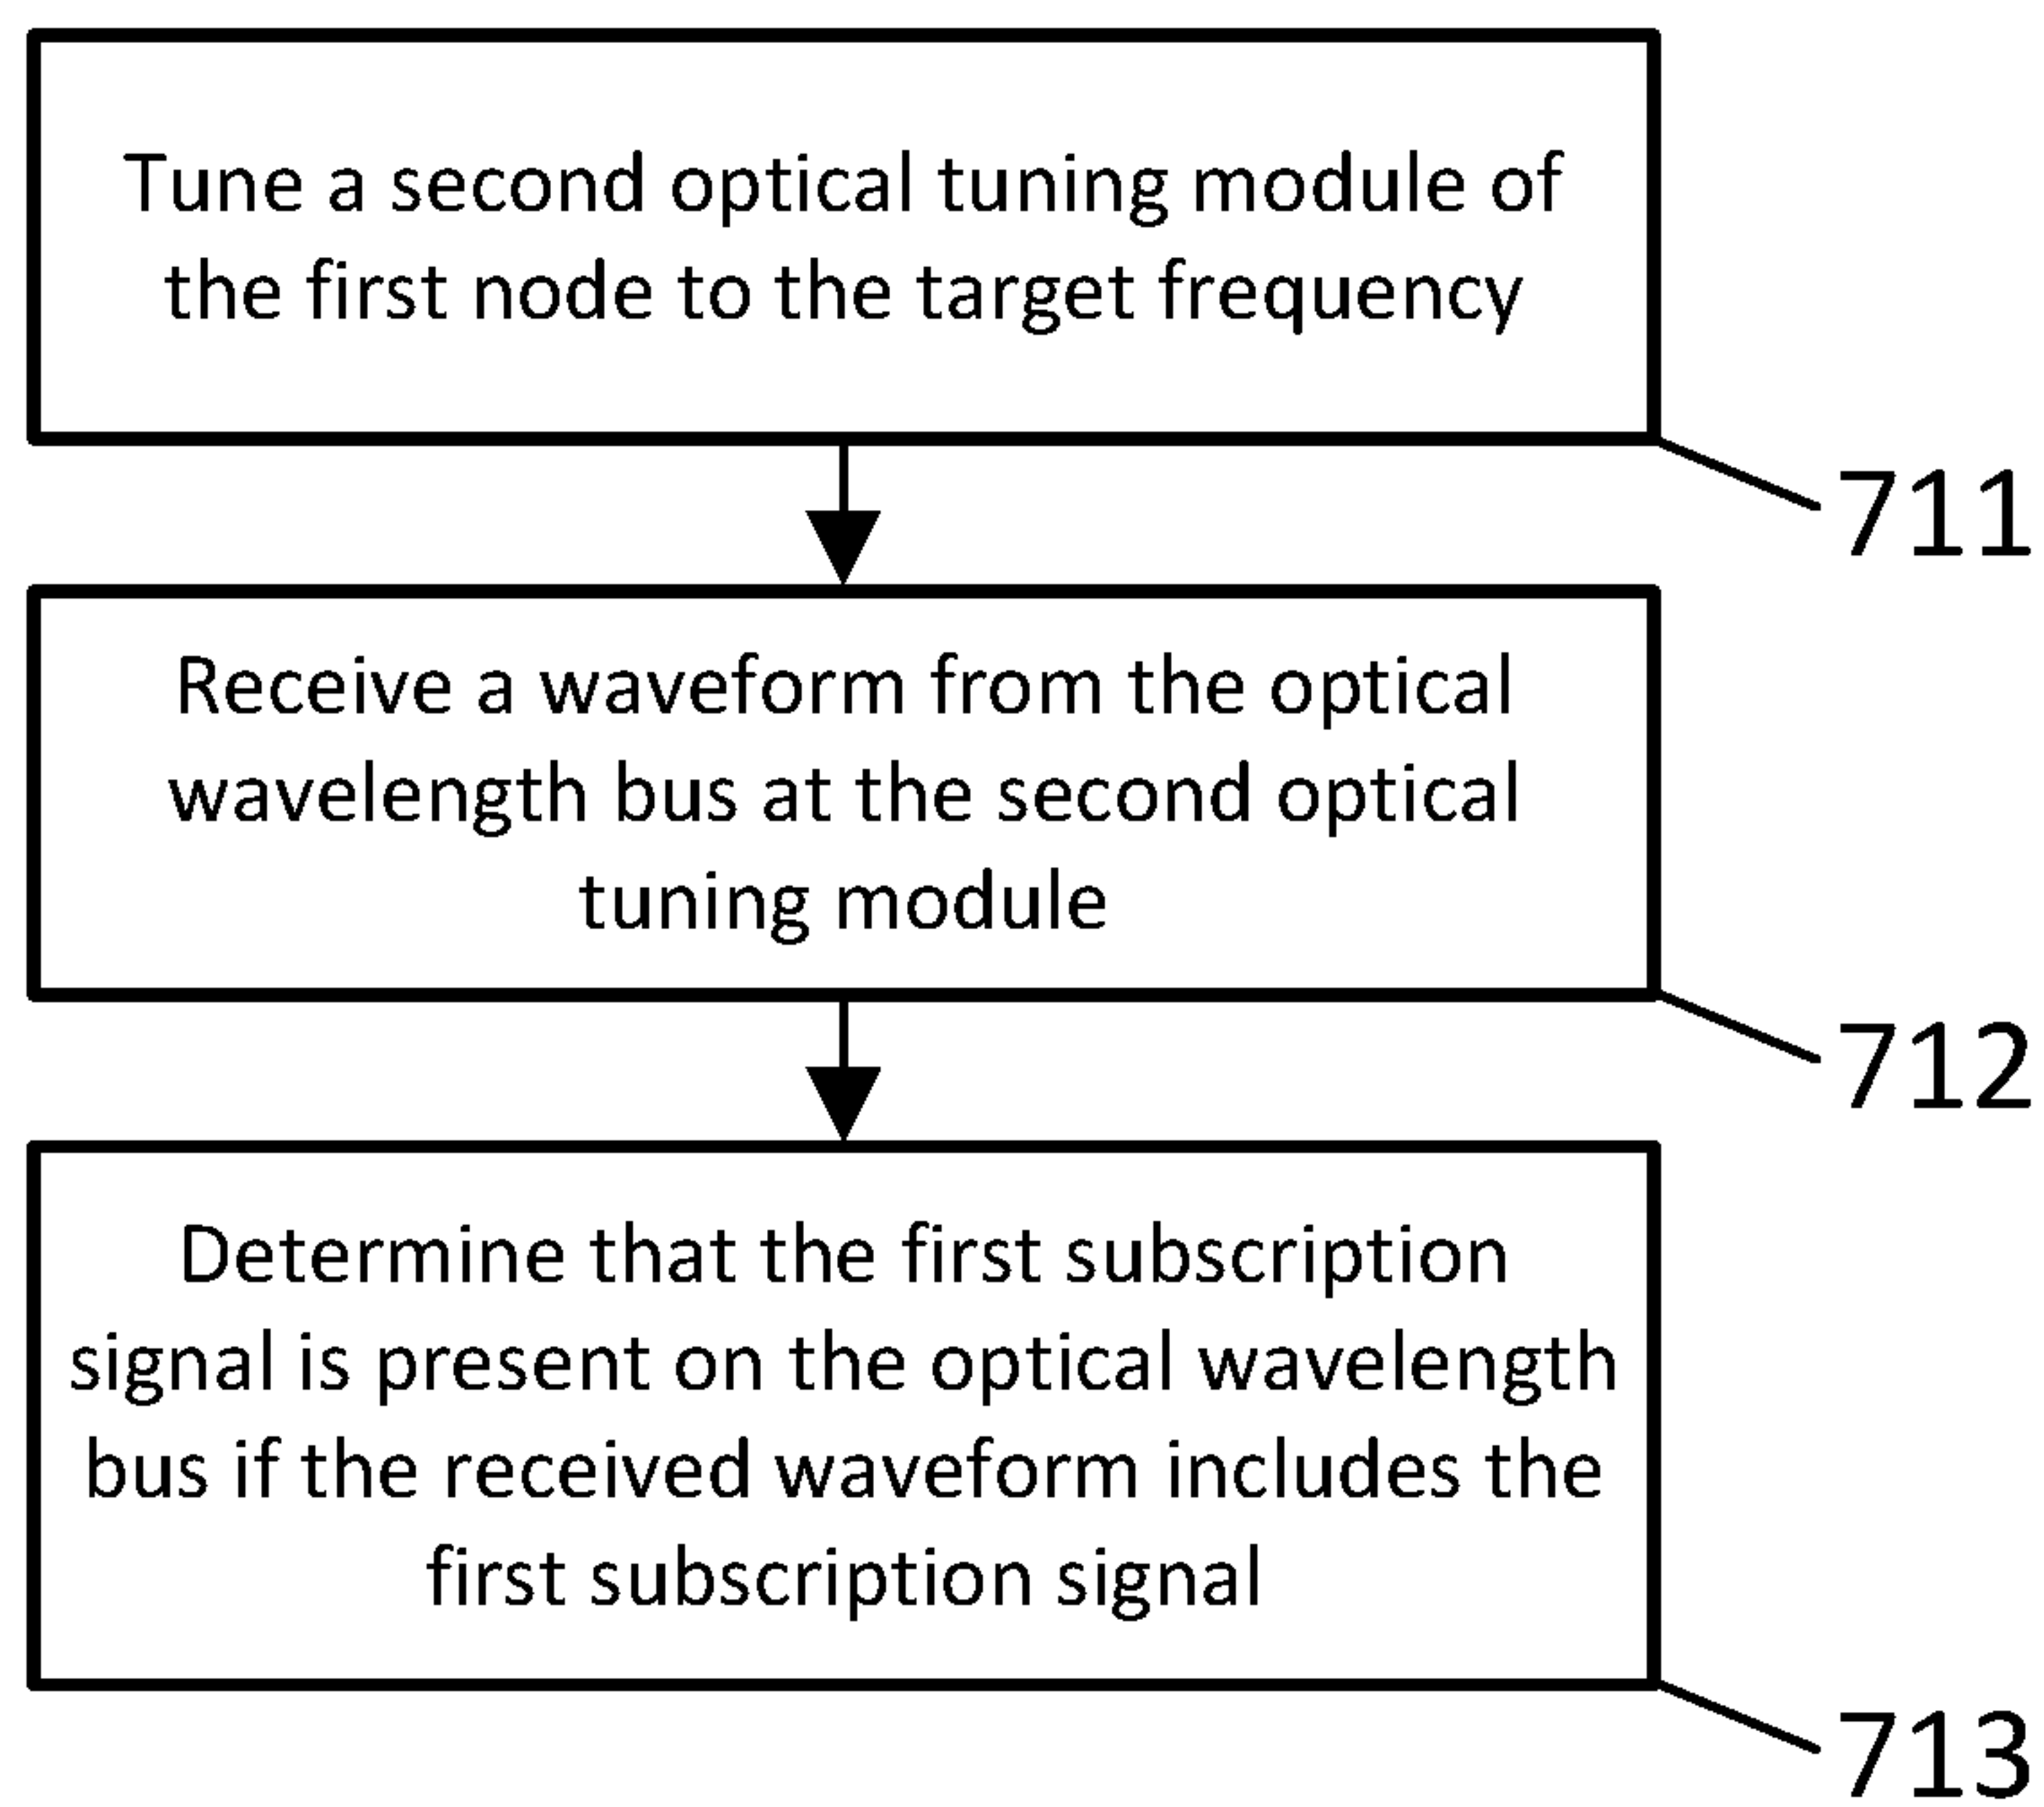 Tune a second optical tuning module of
the first node to the target frequency
711
Receive a waveform from the optical
wavelength bus at the second optical
tuning module
712
Determine that the first subscription
signal is present on the optical wavelength
bus if the received waveform includes the
first subscription signal
713